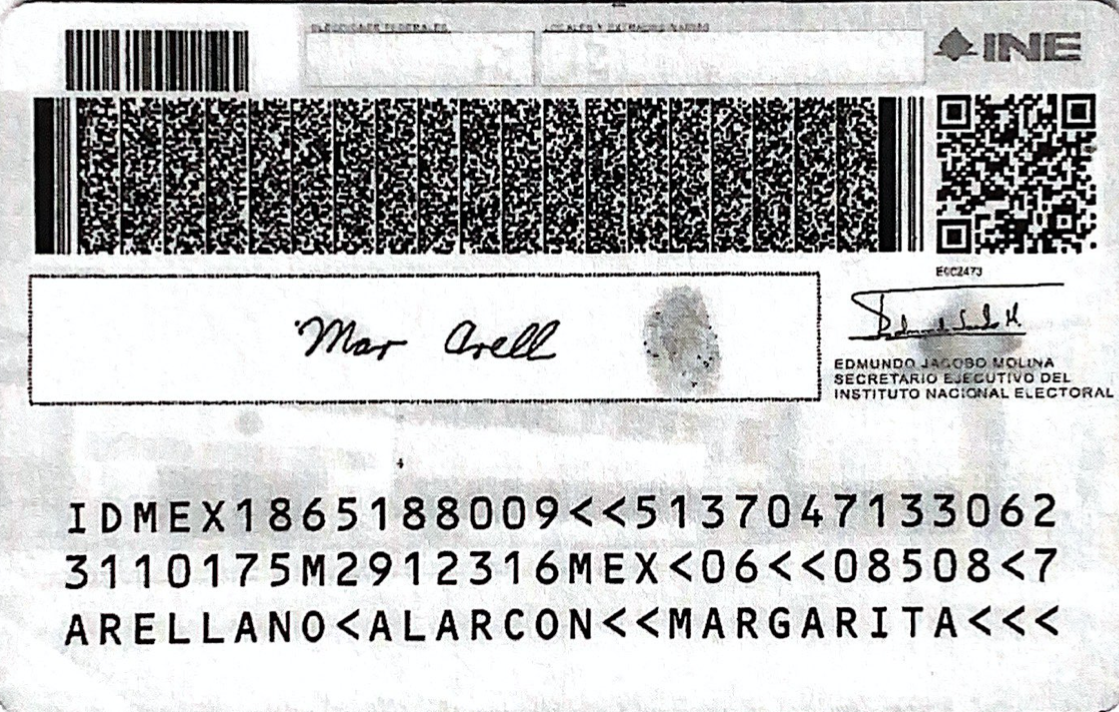 ELECCIONES FEDERALES LOCALES Y EXTRAORDINARIAS
INE
E0C2473
Mar Arell
EDMUNDO JACOBO MOLINA
SECRETARIO EJECUTIVO DEL
INSTITUTO NACIONAL ELECTORAL
IDMEX1865188009<<5137047133062
3110175M2912316MEX<06<<08508<7
ARELLANO<ALARCON<<MARGARITA<<<